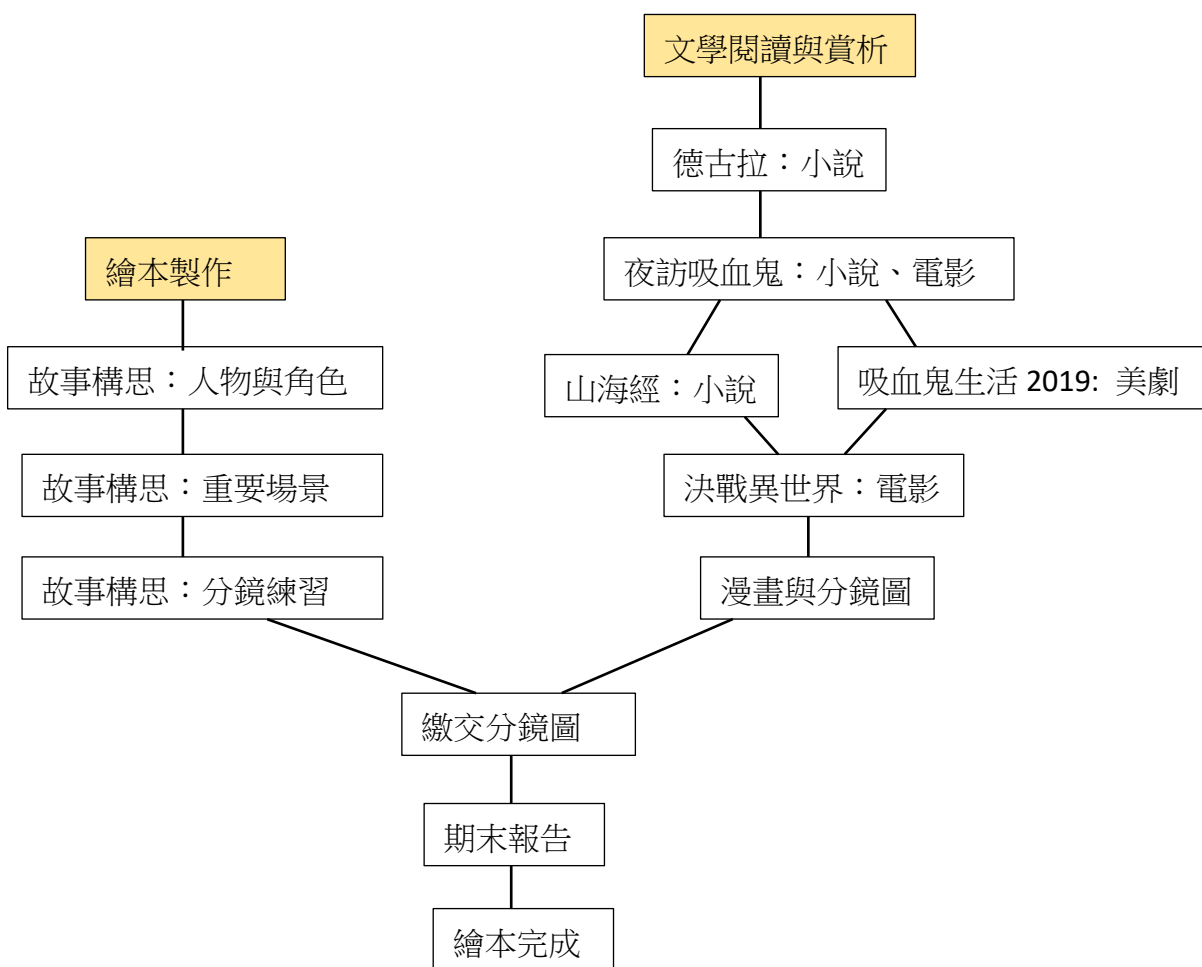 文學閱讀與賞析
德古拉：小說
繪本製作
夜訪吸血鬼：小說、電影
故事構思：人物與角色
山海經：小說
吸血鬼生活 2019: 美劇
故事構思：重要場景
決戰異世界：電影
故事構思：分鏡練習
漫畫與分鏡圖
繳交分鏡圖
期末報告
繪本完成